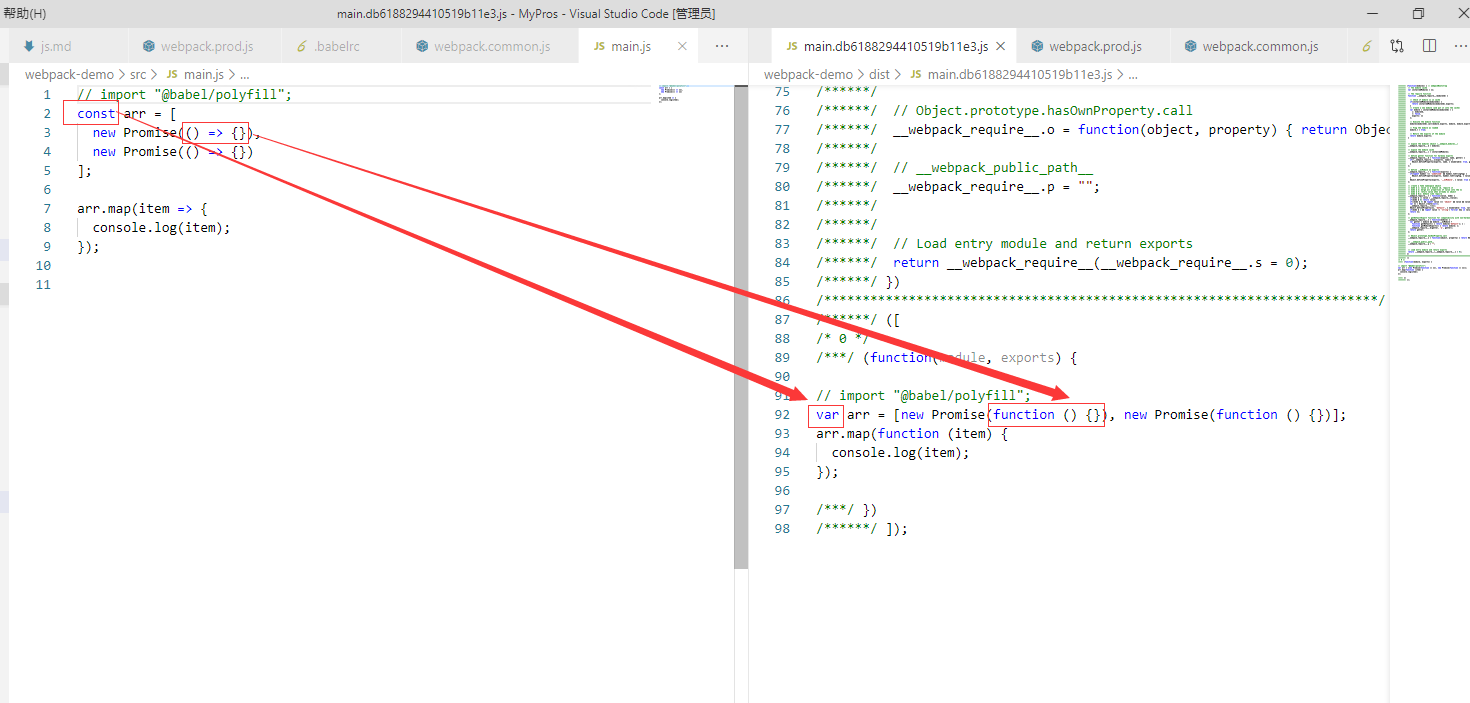 帮助(H)
main.db6188294410519b11e3.js - MyPros - Visual Studio Code [管理员]
js.md
webpack.prod.js
.babelrc
webpack.common.js
JS main.js
main.db6188294410519b11e3.js
webpack.prod.js
webpack.common.js
webpack-demo > src > JS main.js > ...
1 // import "@babel/polyfill";
2 const arr = [
3 new Promise(() => {}),
4 new Promise(() => {})
5 ];
6
7 arr.map(item => {
8 console.log(item);
9 });
10
11
webpack-demo > dist > JS main.db6188294410519b11e3.js > ...
75 /******/
76 /******/ // Object.prototype.hasOwnProperty.call
77 /******/ __webpack_require__.o = function(object, property) { return Objec
78 /******/
79 /******/ // __webpack_public_path__
80 /******/ __webpack_require__.p = "";
81 /******/
82 /******/
83 /******/ // Load entry module and return exports
84 /******/ return __webpack_require__(__webpack_require__.s = 0);
85 /******/ })
86 /************************************************************************/
87 /******/ ([
88 /* 0 */
89 /***/ (function(module, exports) {
90
91 // import "@babel/polyfill";
92 var arr = [new Promise(function () {}), new Promise(function () {})];
93 arr.map(function (item) {
94 console.log(item);
95 });
96
97 /***/ })
98 /******/ ]);